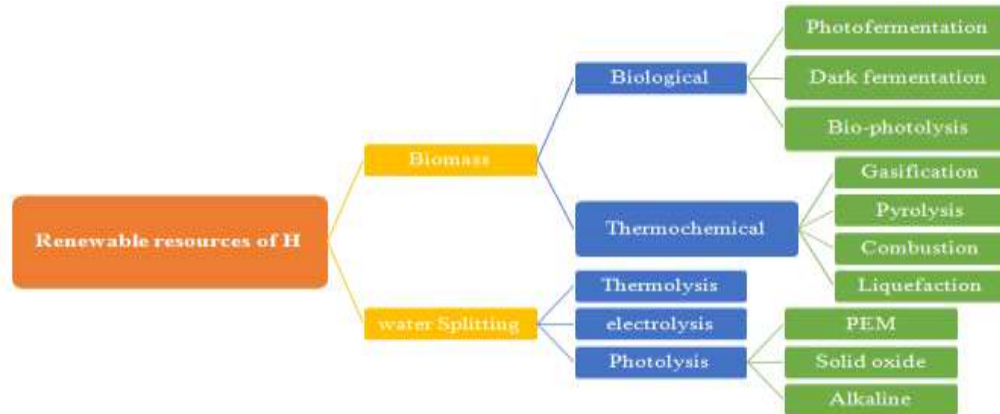 Renewable resources of H
Biomass
Biological
Photofermentation
Dark fermentation
Bio-photolysis
Thermochemical
Gasification
Pyrolysis
Combustion
Liquefaction
water Splitting
Thermolysis
electrolysis
Photolysis
PEM
Solid oxide
Alkaline